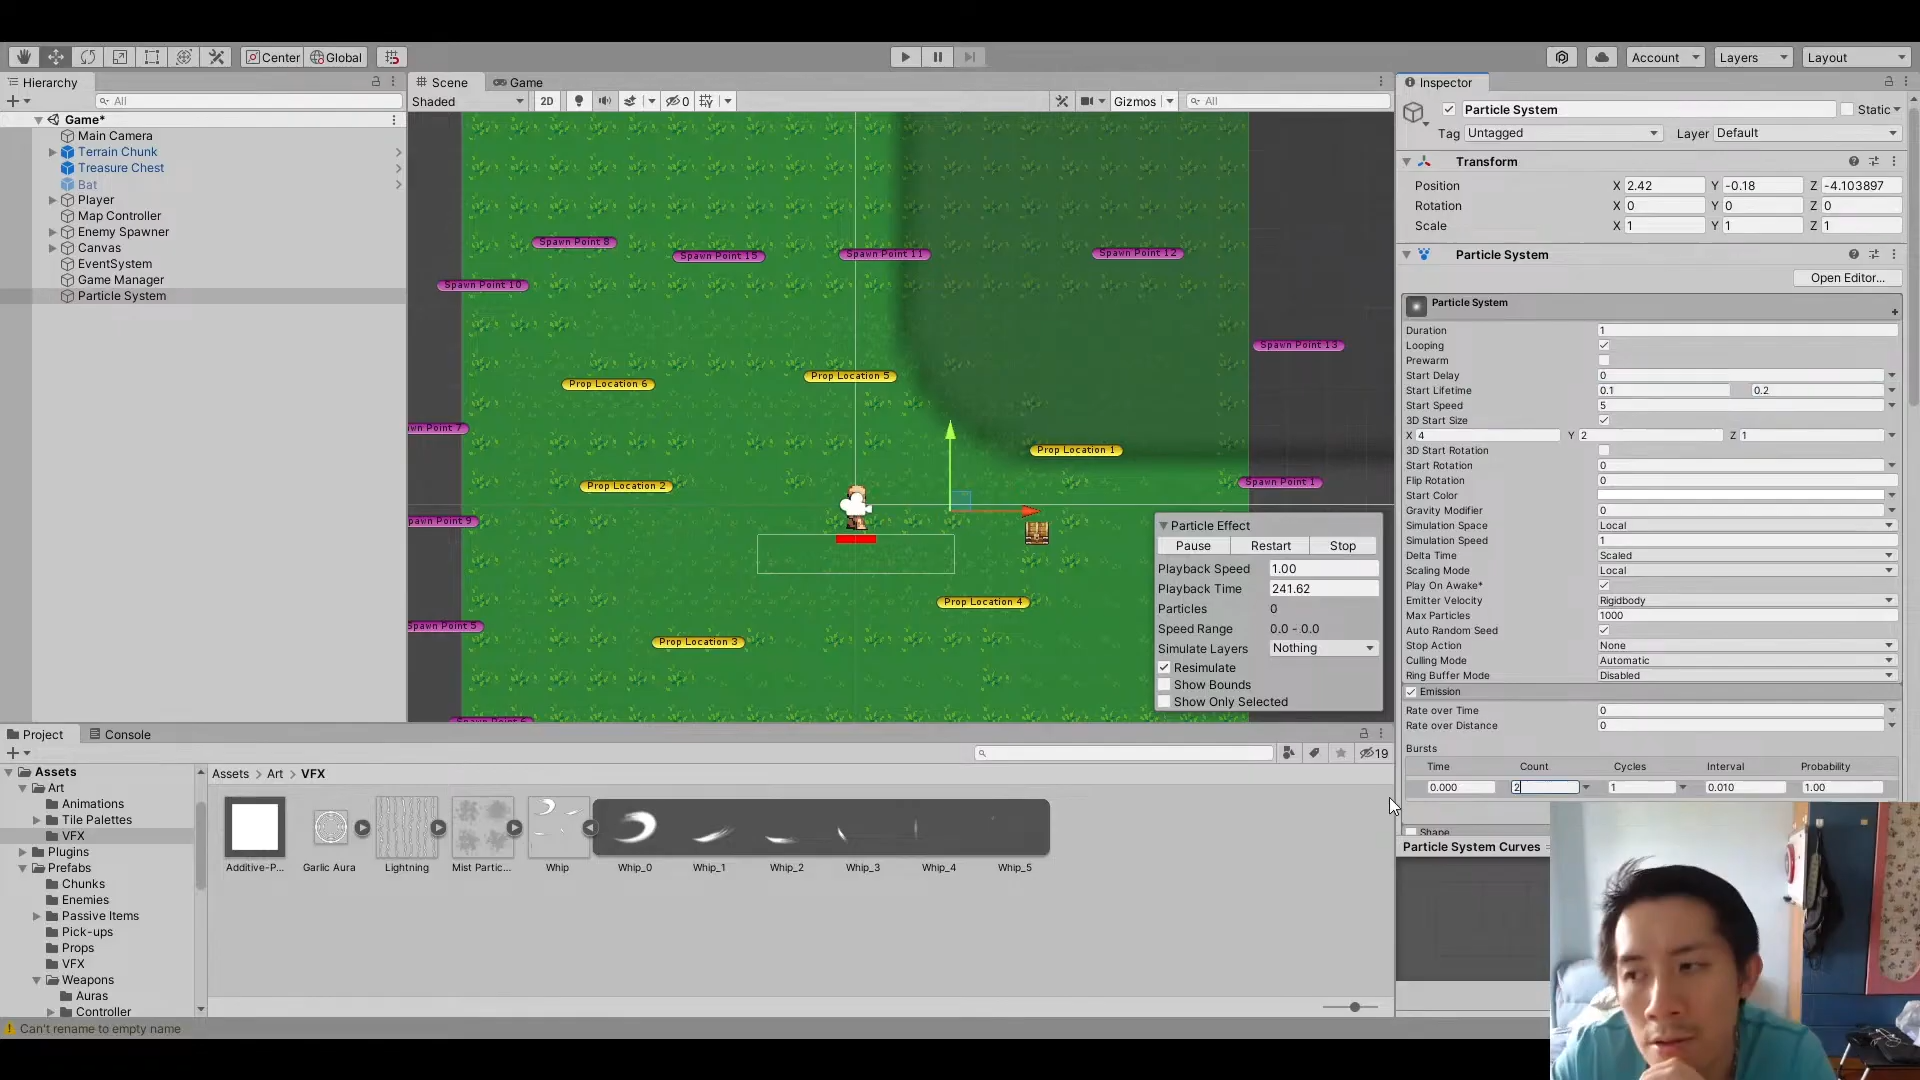 Center Global Account Layers Layout
Hierarchy Scene Game Inspector
All Shaded 2D 0 Gizmos All Particle System Static
Game*
Main Camera
Terrain Chunk
Treasure Chest
Bat
Player
Map Controller
Enemy Spawner
Canvas
EventSystem
Game Manager
Particle System
Spawn Point 8
Spawn Point 15
Spawn Point 11
Spawn Point 12
Spawn Point 10
Spawn Point 13
Prop Location 5
Prop Location 6
wn Point 7
Prop Location 1
Spawn Point 1
Prop Location 2
pawn Point 9
Prop Location 4
Spawn Point 5
Prop Location 3
Particle Effect
Pause Restart Stop
Playback Speed 1.00
Playback Time 241.62
Particles 0
Speed Range 0.0 - 0.0
Simulate Layers Nothing
Resimulate
Show Bounds
Show Only Selected
Tag Untagged Layer Default
Transform
Position X 2.42 Y -0.18 Z -4.103897
Rotation X 0 Y 0 Z 0
Scale X 1 Y 1 Z 1
Particle System
Open Editor...
Particle System
Duration 1
Looping
Prewarm
Start Delay 0
Start Lifetime 0.1 0.2
Start Speed 5
3D Start Size
X 4 Y 2 Z 1
3D Start Rotation
Start Rotation 0
Flip Rotation 0
Start Color
Gravity Modifier 0
Simulation Space Local
Simulation Speed 1
Delta Time Scaled
Scaling Mode Local
Play On Awake*
Emitter Velocity Rigidbody
Max Particles 1000
Auto Random Seed
Stop Action None
Culling Mode Automatic
Ring Buffer Mode Disabled
Emission
Rate over Time 0
Rate over Distance 0
Bursts
Time Count Cycles Interval Probability
0.000 2 1 0.010 1.00
Shape
Particle System Curves
Project Console
19
Assets
Art
Animations
Tile Palettes
VFX
Plugins
Prefabs
Chunks
Enemies
Passive Items
Pick-ups
Props
VFX
Weapons
Auras
Controller
Assets > Art > VFX
Additive-P... Garlic Aura Lightning Mist Partic... Whip Whip_0 Whip_1 Whip_2 Whip_3 Whip_4 Whip_5
Can't rename to empty name